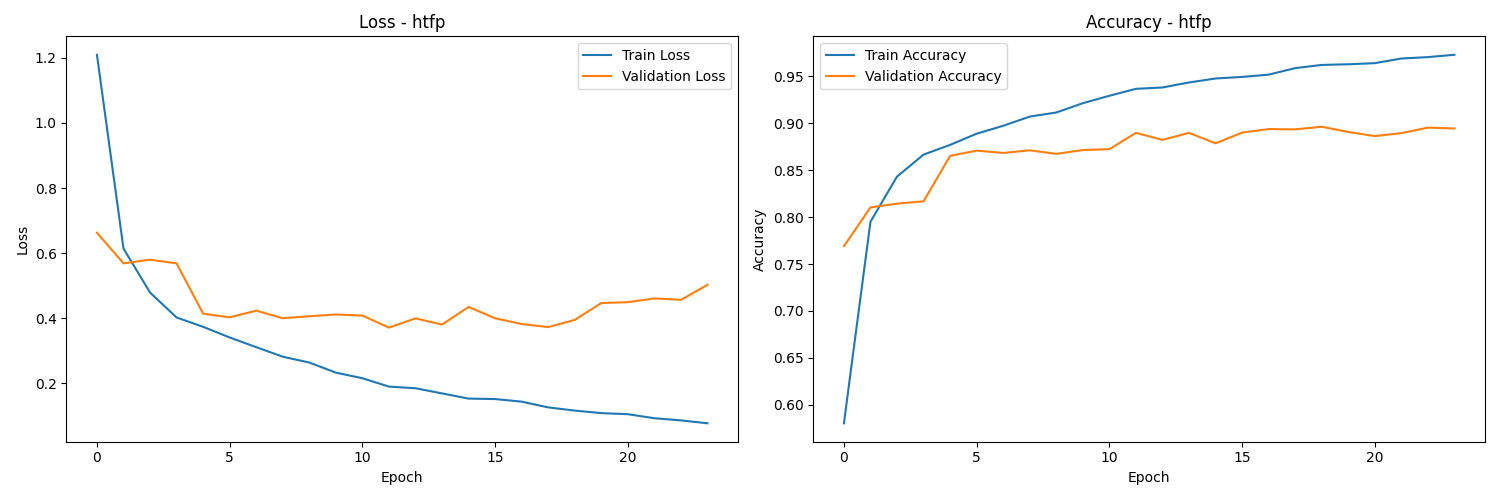 Loss - htfp
Train Loss
Validation Loss
1.2
1.0
0.8
0.6
0.4
0.2
Loss
0 5 10 15 20
Epoch
Accuracy - htfp
Train Accuracy
Validation Accuracy
0.95
0.90
0.85
0.80
0.75
0.70
0.65
0.60
Accuracy
0 5 10 15 20
Epoch